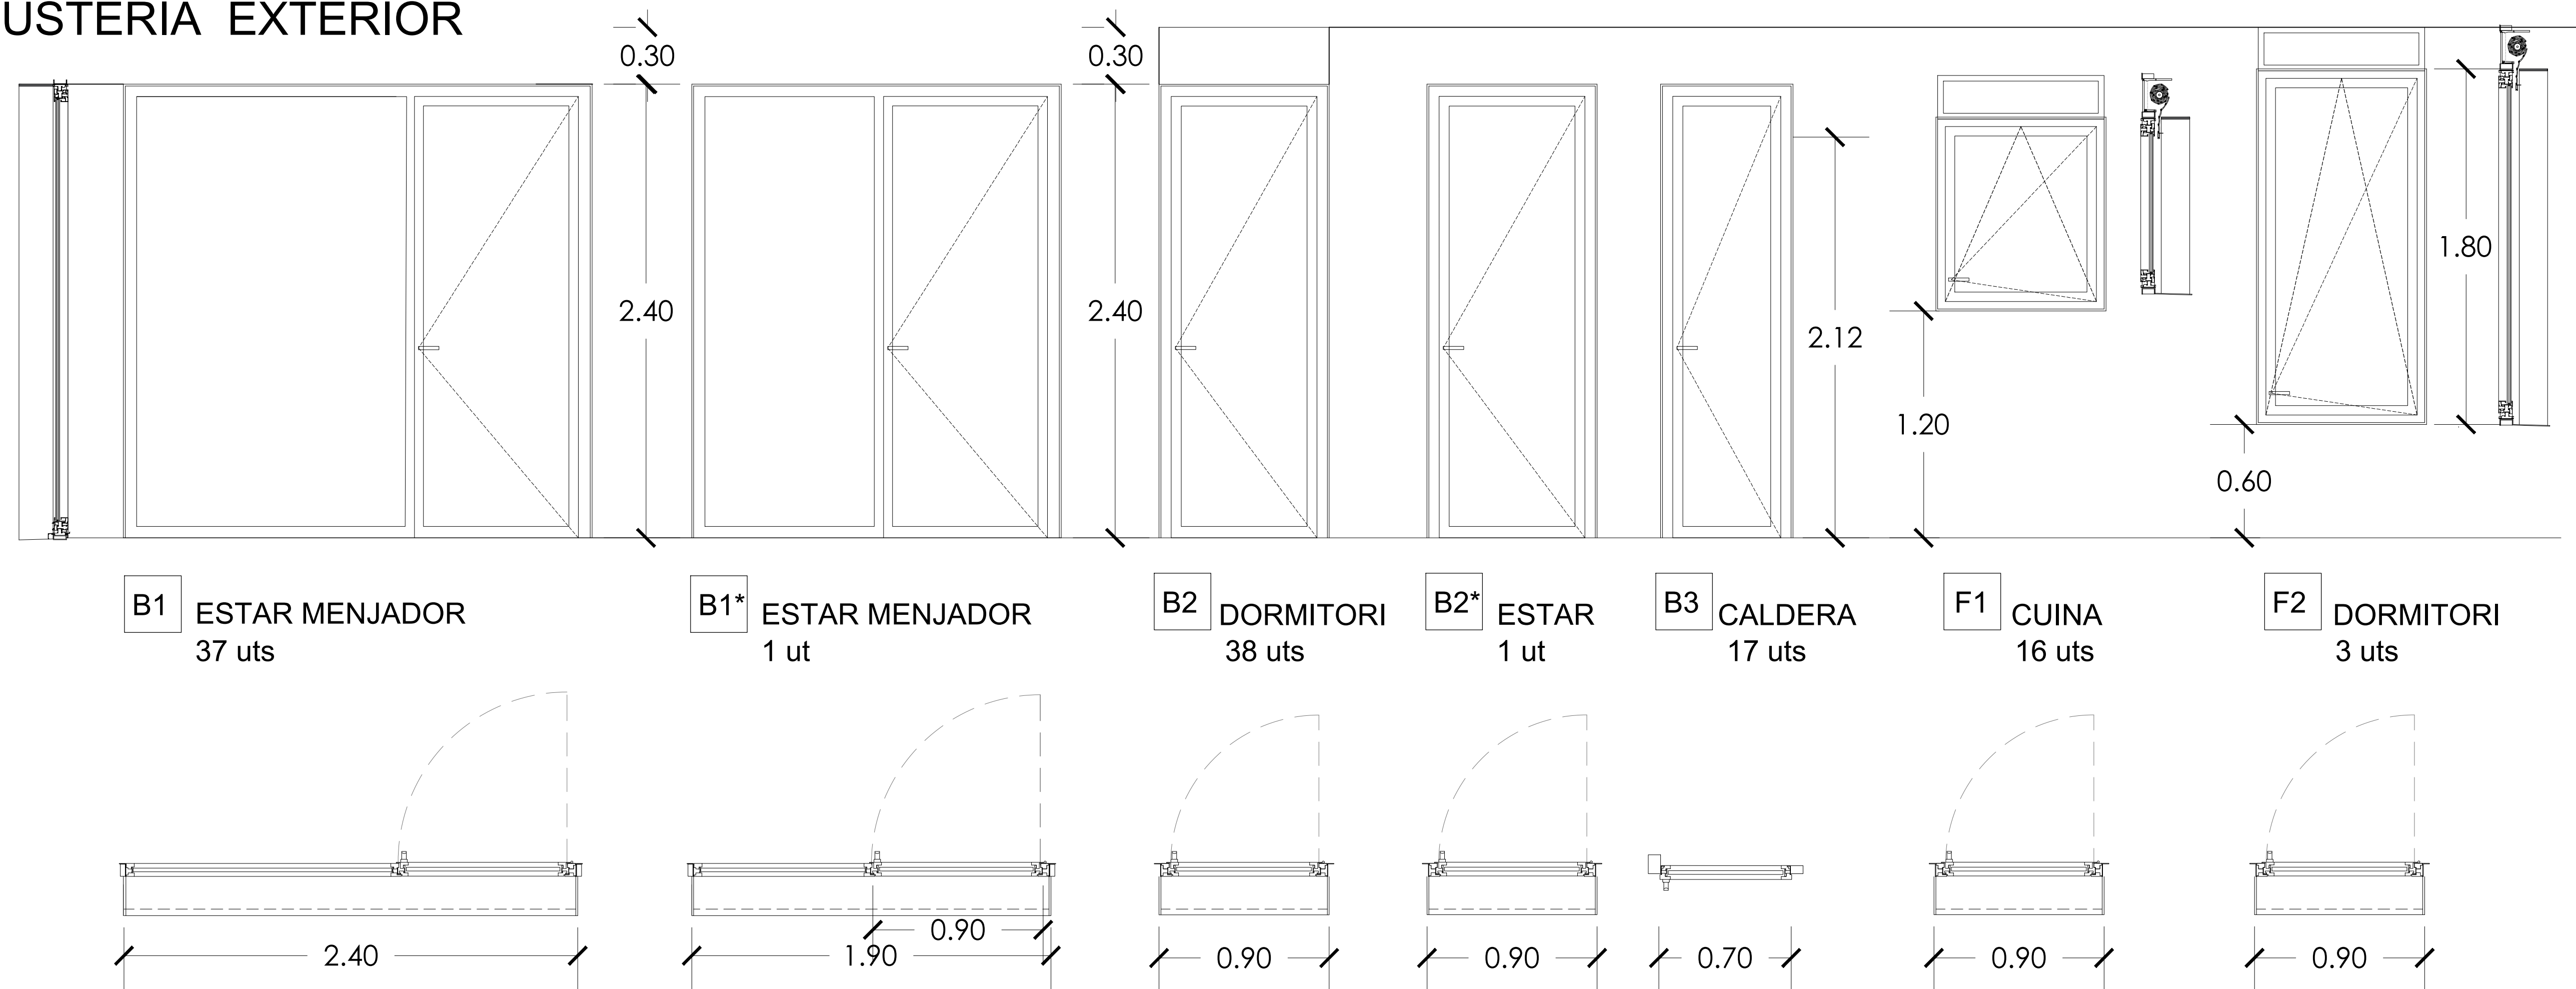 USTERIA EXTERIOR
0.30
0.30
2.40
2.40
2.12
1.20
0.60
1.80
B1 ESTAR MENJADOR
37 uts
B1* ESTAR MENJADOR
1 ut
B2 DORMITORI
38 uts
B2* ESTAR
1 ut
B3 CALDERA
17 uts
F1 CUINA
16 uts
F2 DORMITORI
3 uts
2.40
0.90
1.90
0.90
0.90
0.70
0.90
0.90